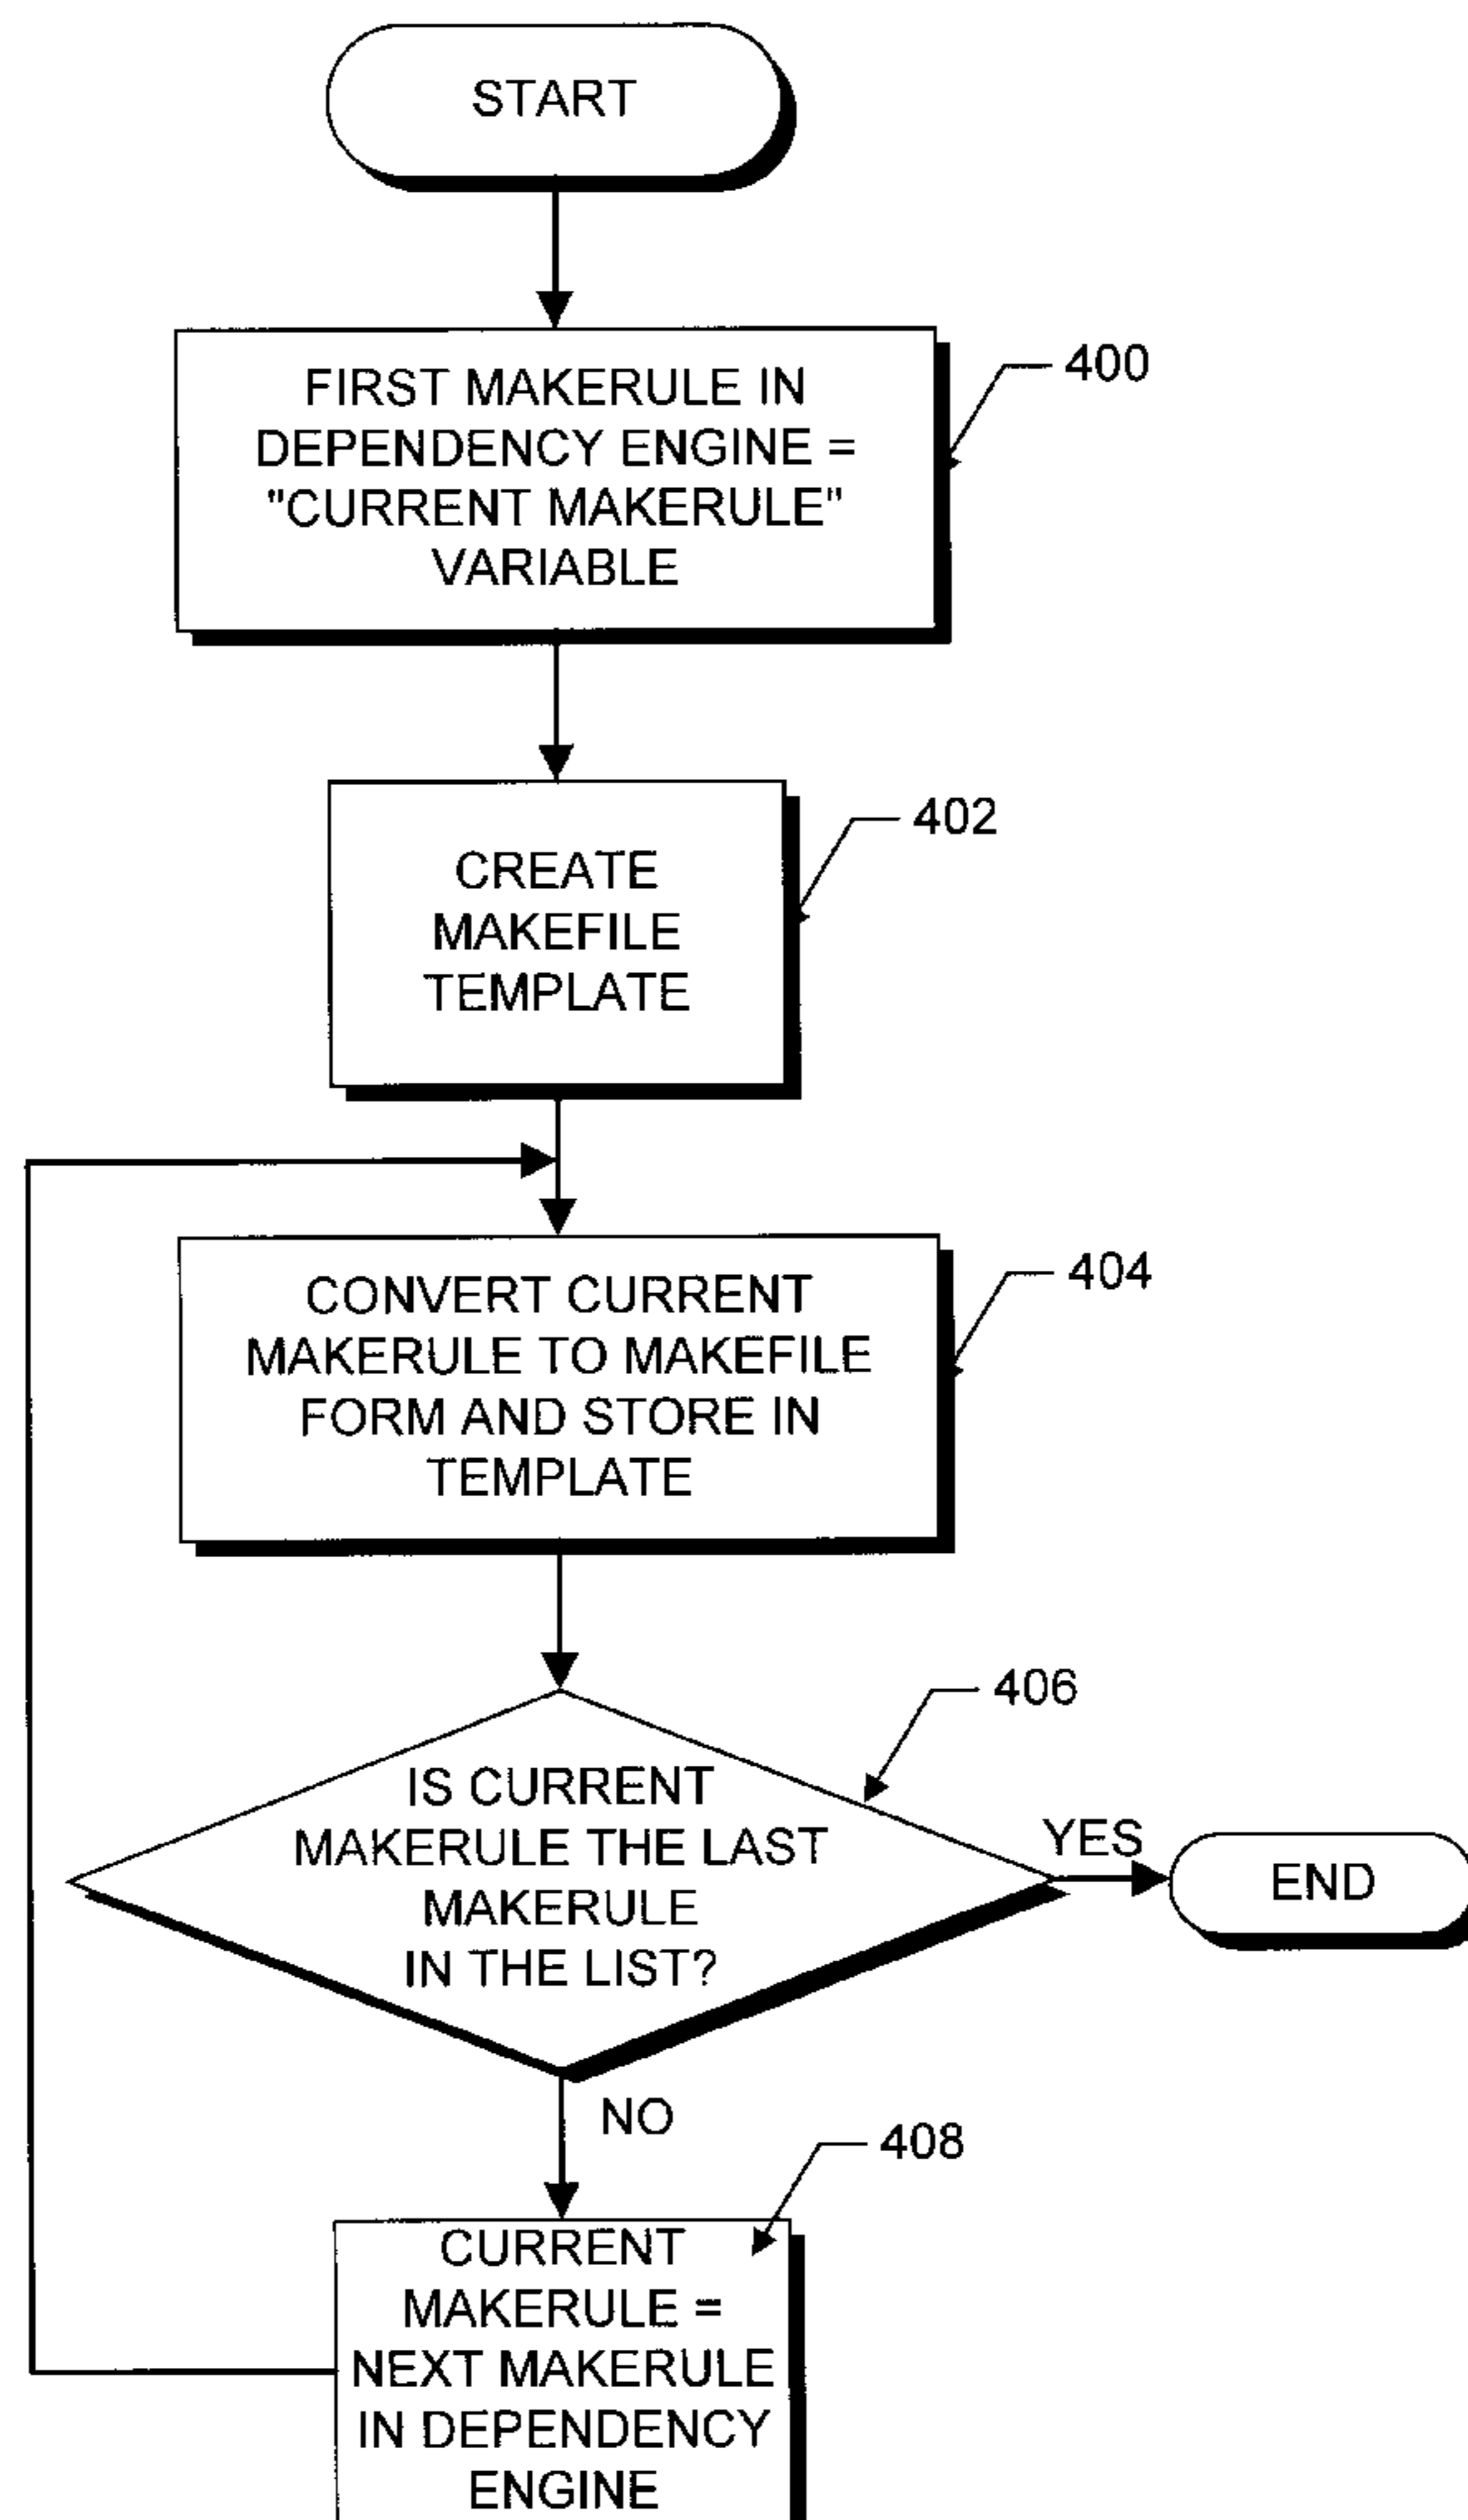 START
FIRST MAKERULE IN
DEPENDENCY ENGINE =
"CURRENT MAKERULE"
VARIABLE
400
CREATE
MAKEFILE
TEMPLATE
402
CONVERT CURRENT
MAKERULE TO MAKEFILE
FORM AND STORE IN
TEMPLATE
404
IS CURRENT
MAKERULE THE LAST
MAKERULE
IN THE LIST?
406
YES
END
NO
408
CURRENT
MAKERULE =
NEXT MAKERULE
IN DEPENDENCY
ENGINE